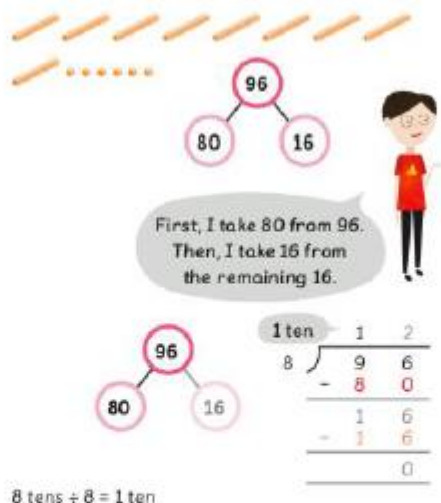 96
80 16
First, I take 80 from 96.
Then, I take 16 from
the remaining 16.
1 ten 1 2
96 8 9 6
80 16 - 8 0
1 6
- 1 6
0
8 tens ÷ 8 = 1 ten